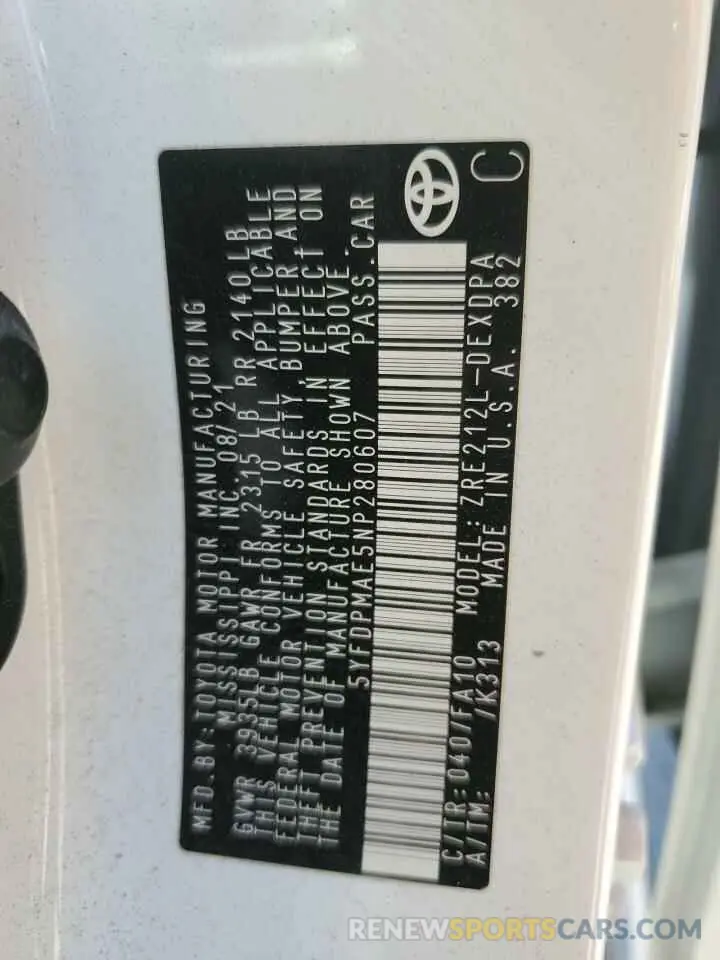 MFD.BY:TOYOTA MOTOR MANUFACTURING
MISSISSIPPI INC. 08/21
GVWR 3935LB GAWR FR 2315 LB RR 2140LB
THIS VEHICLE CONFORMS TO ALL APPLICABLE
FEDERAL MOTOR VEHICLE SAFETY, BUMPER AND
THEFT PREVENTION STANDARDS IN EFFECT ON
THE DATE OF MANUFACTURE SHOWN ABOVE.
5YFDPMAE5NP280607 PASS.CAR
C/TR:040/FA10 MODEL:ZRE212L-DEXDPA
A/TM: /K313 MADE IN U.S.A. 382 C
RENEWSPORTSCARS.COM